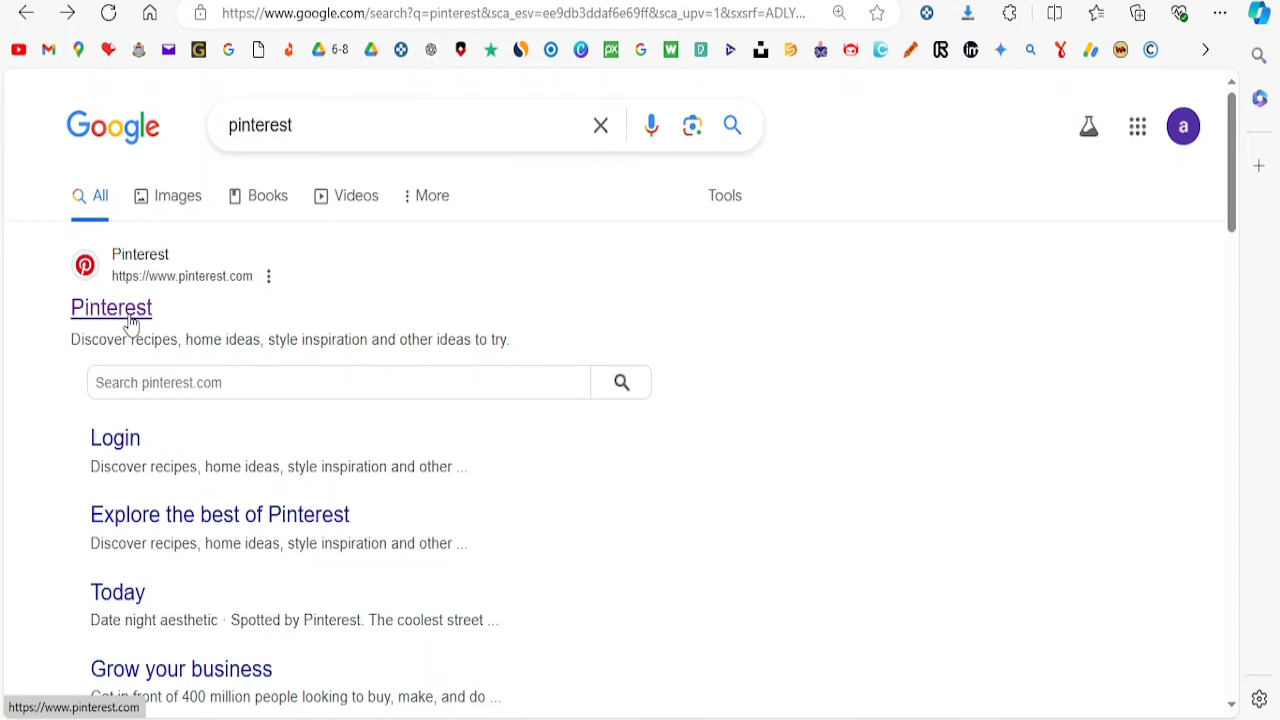 https://www.google.com/search?q=pinterest&sca_esv=ee9db3ddaf6e69ff&sca_upv=1&sxsrf=ADLY...
6-8
Google
pinterest
a
All
Images
Books
Videos
More
Tools
Pinterest
https://www.pinterest.com
Pinterest
Discover recipes, home ideas, style inspiration and other ideas to try.
Search pinterest.com
Login
Discover recipes, home ideas, style inspiration and other ...
Explore the best of Pinterest
Discover recipes, home ideas, style inspiration and other ...
Today
Date night aesthetic · Spotted by Pinterest. The coolest street ...
Grow your business
Get in front of 400 million people looking to buy, make, and do ...
https://www.pinterest.com